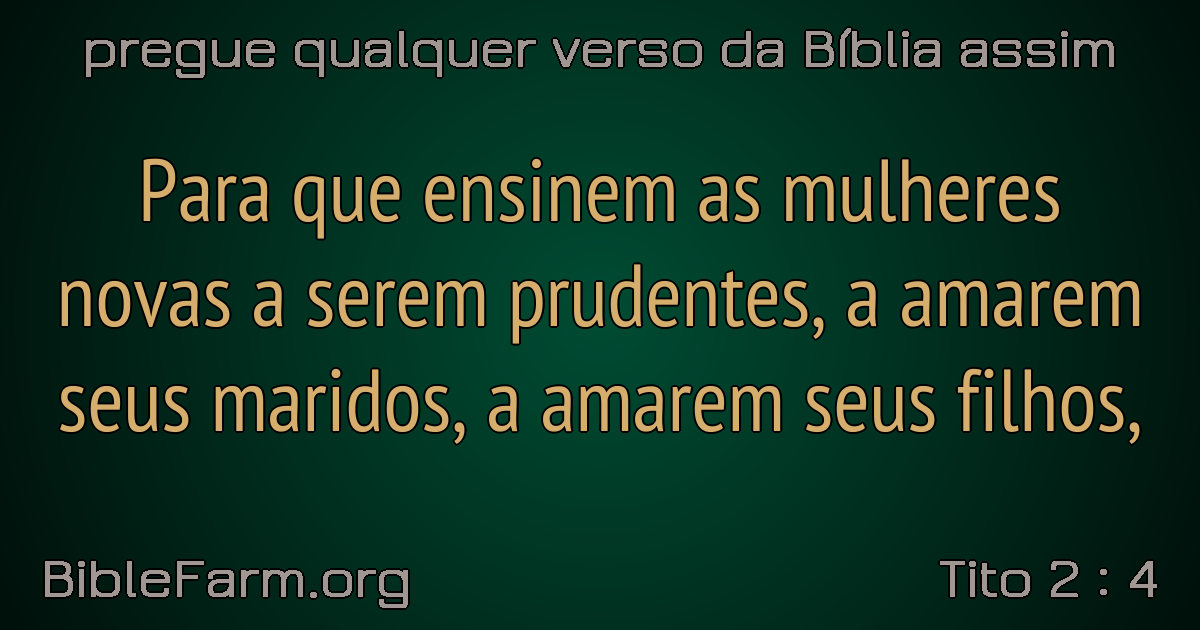 pregue qualquer verso da Bíblia assim
Para que ensinem as mulheres
novas a serem prudentes, a amarem
seus maridos, a amarem seus filhos,
BibleFarm.org
Tito 2 : 4